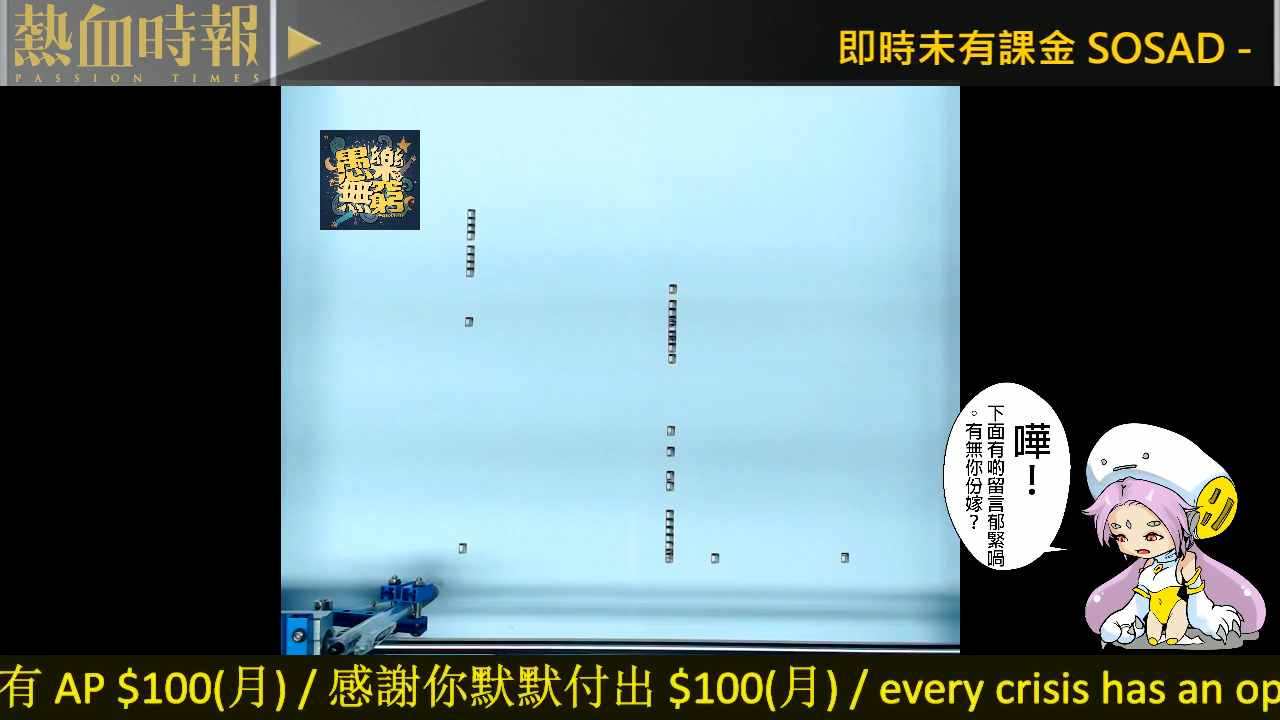 熱血時報
PASSION TIMES
即時未有課金 SOSAD -
愚樂
無窮
嘩！
下面有啲留言郁緊喎
。有無你份嫁？
有 AP $100(月) / 感謝你默默付出 $100(月) / every crisis has an op